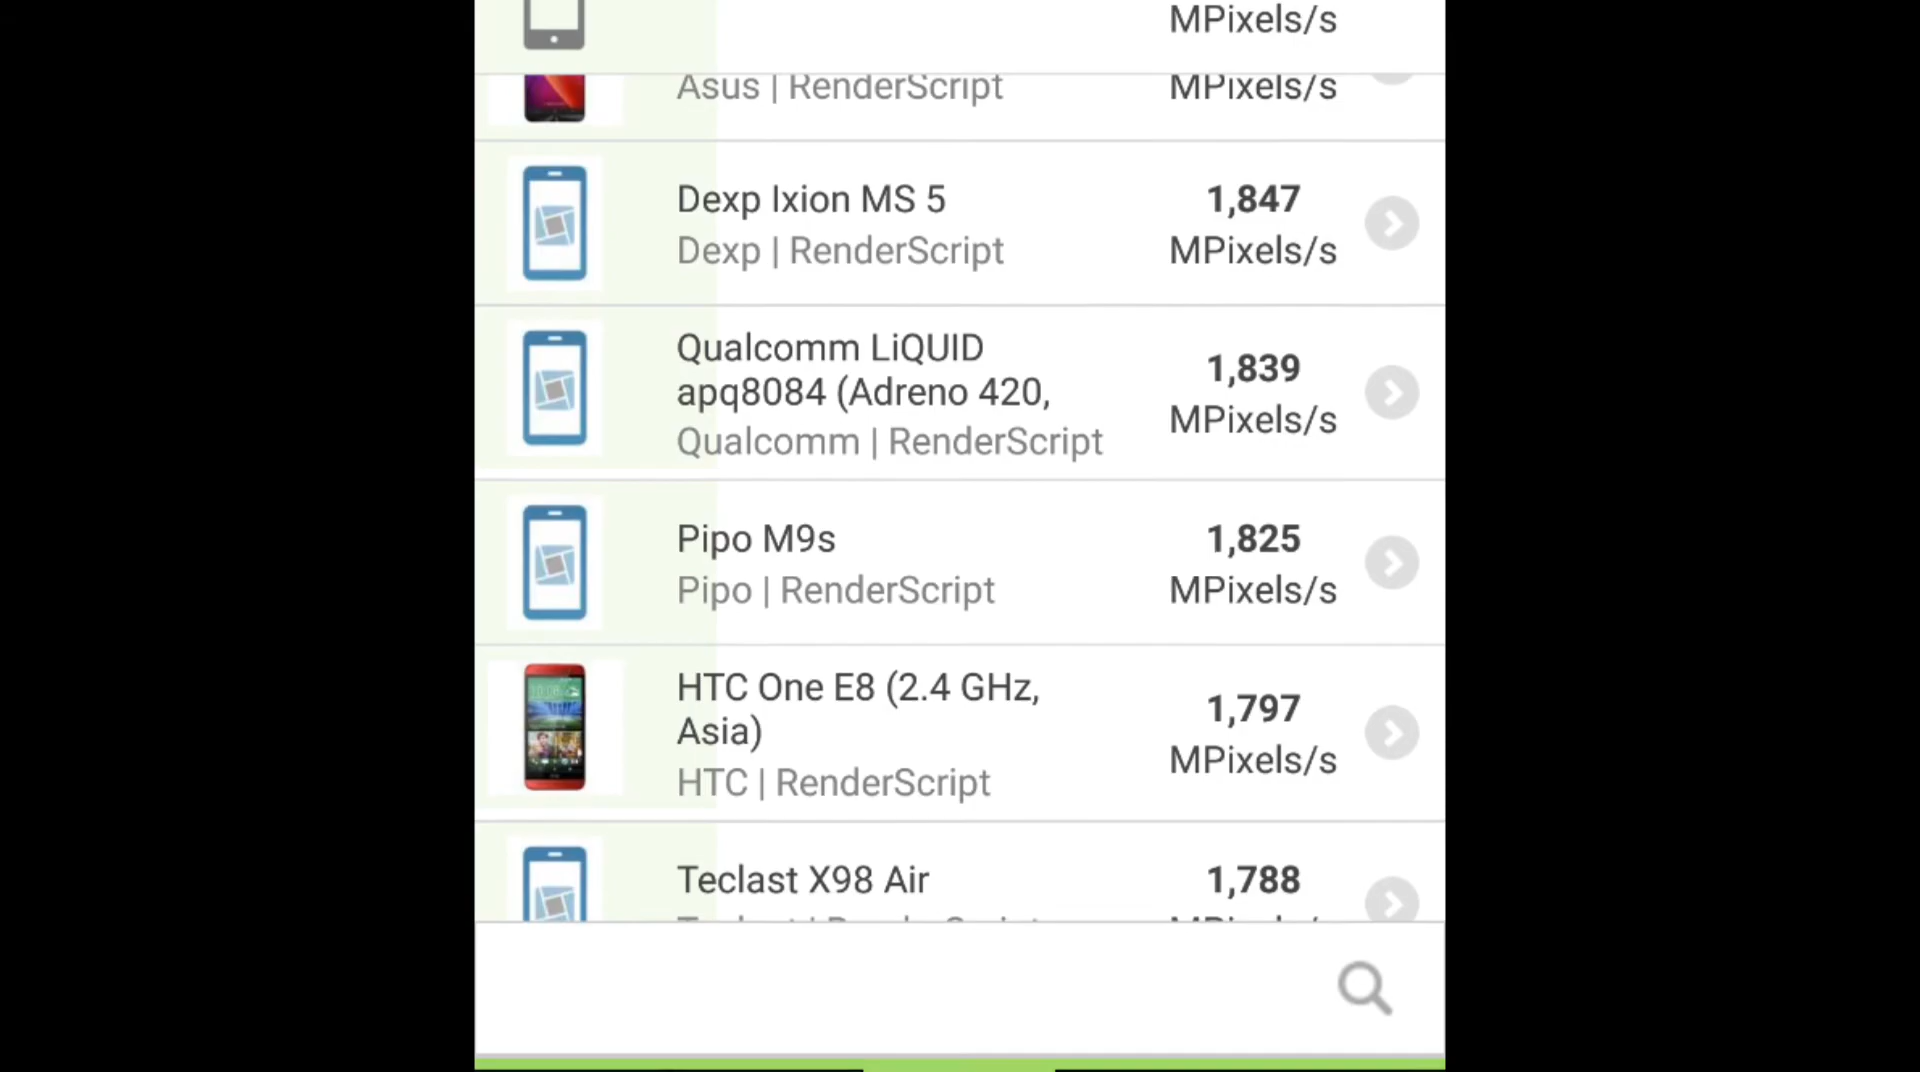 MPixels/s
Asus | RenderScript
MPixels/s
Dexp Ixion MS 5
1,847
Dexp | RenderScript
MPixels/s
Qualcomm LiQUID
apq8084 (Adreno 420,
1,839
Qualcomm | RenderScript
MPixels/s
Pipo M9s
1,825
Pipo | RenderScript
MPixels/s
HTC One E8 (2.4 GHz,
Asia)
1,797
HTC | RenderScript
MPixels/s
Teclast X98 Air
1,788